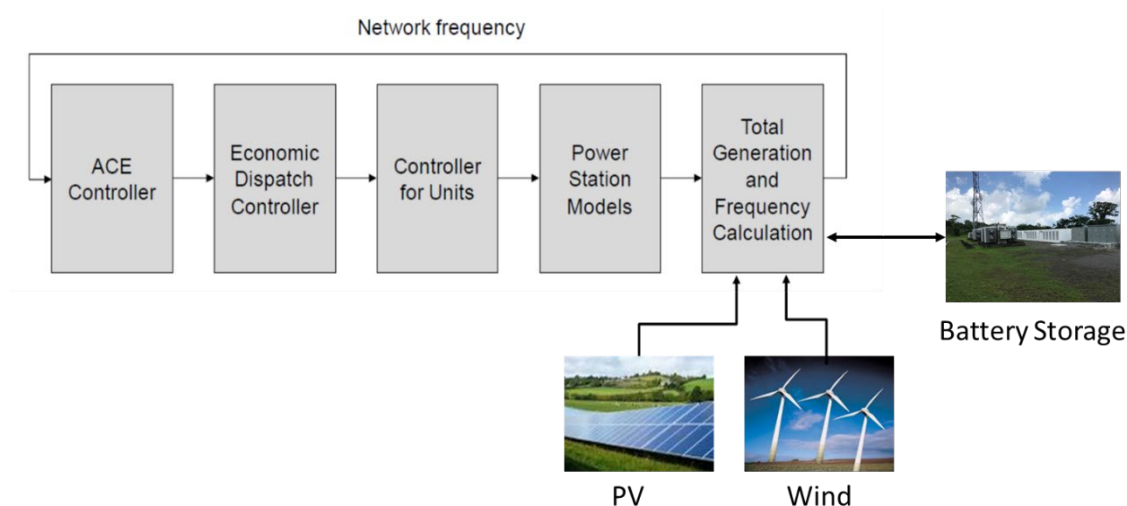 Network frequency
ACE
Controller
Economic
Dispatch
Controller
Controller
for Units
Power
Station
Models
Total
Generation
and
Frequency
Calculation
Battery Storage
PV
Wind